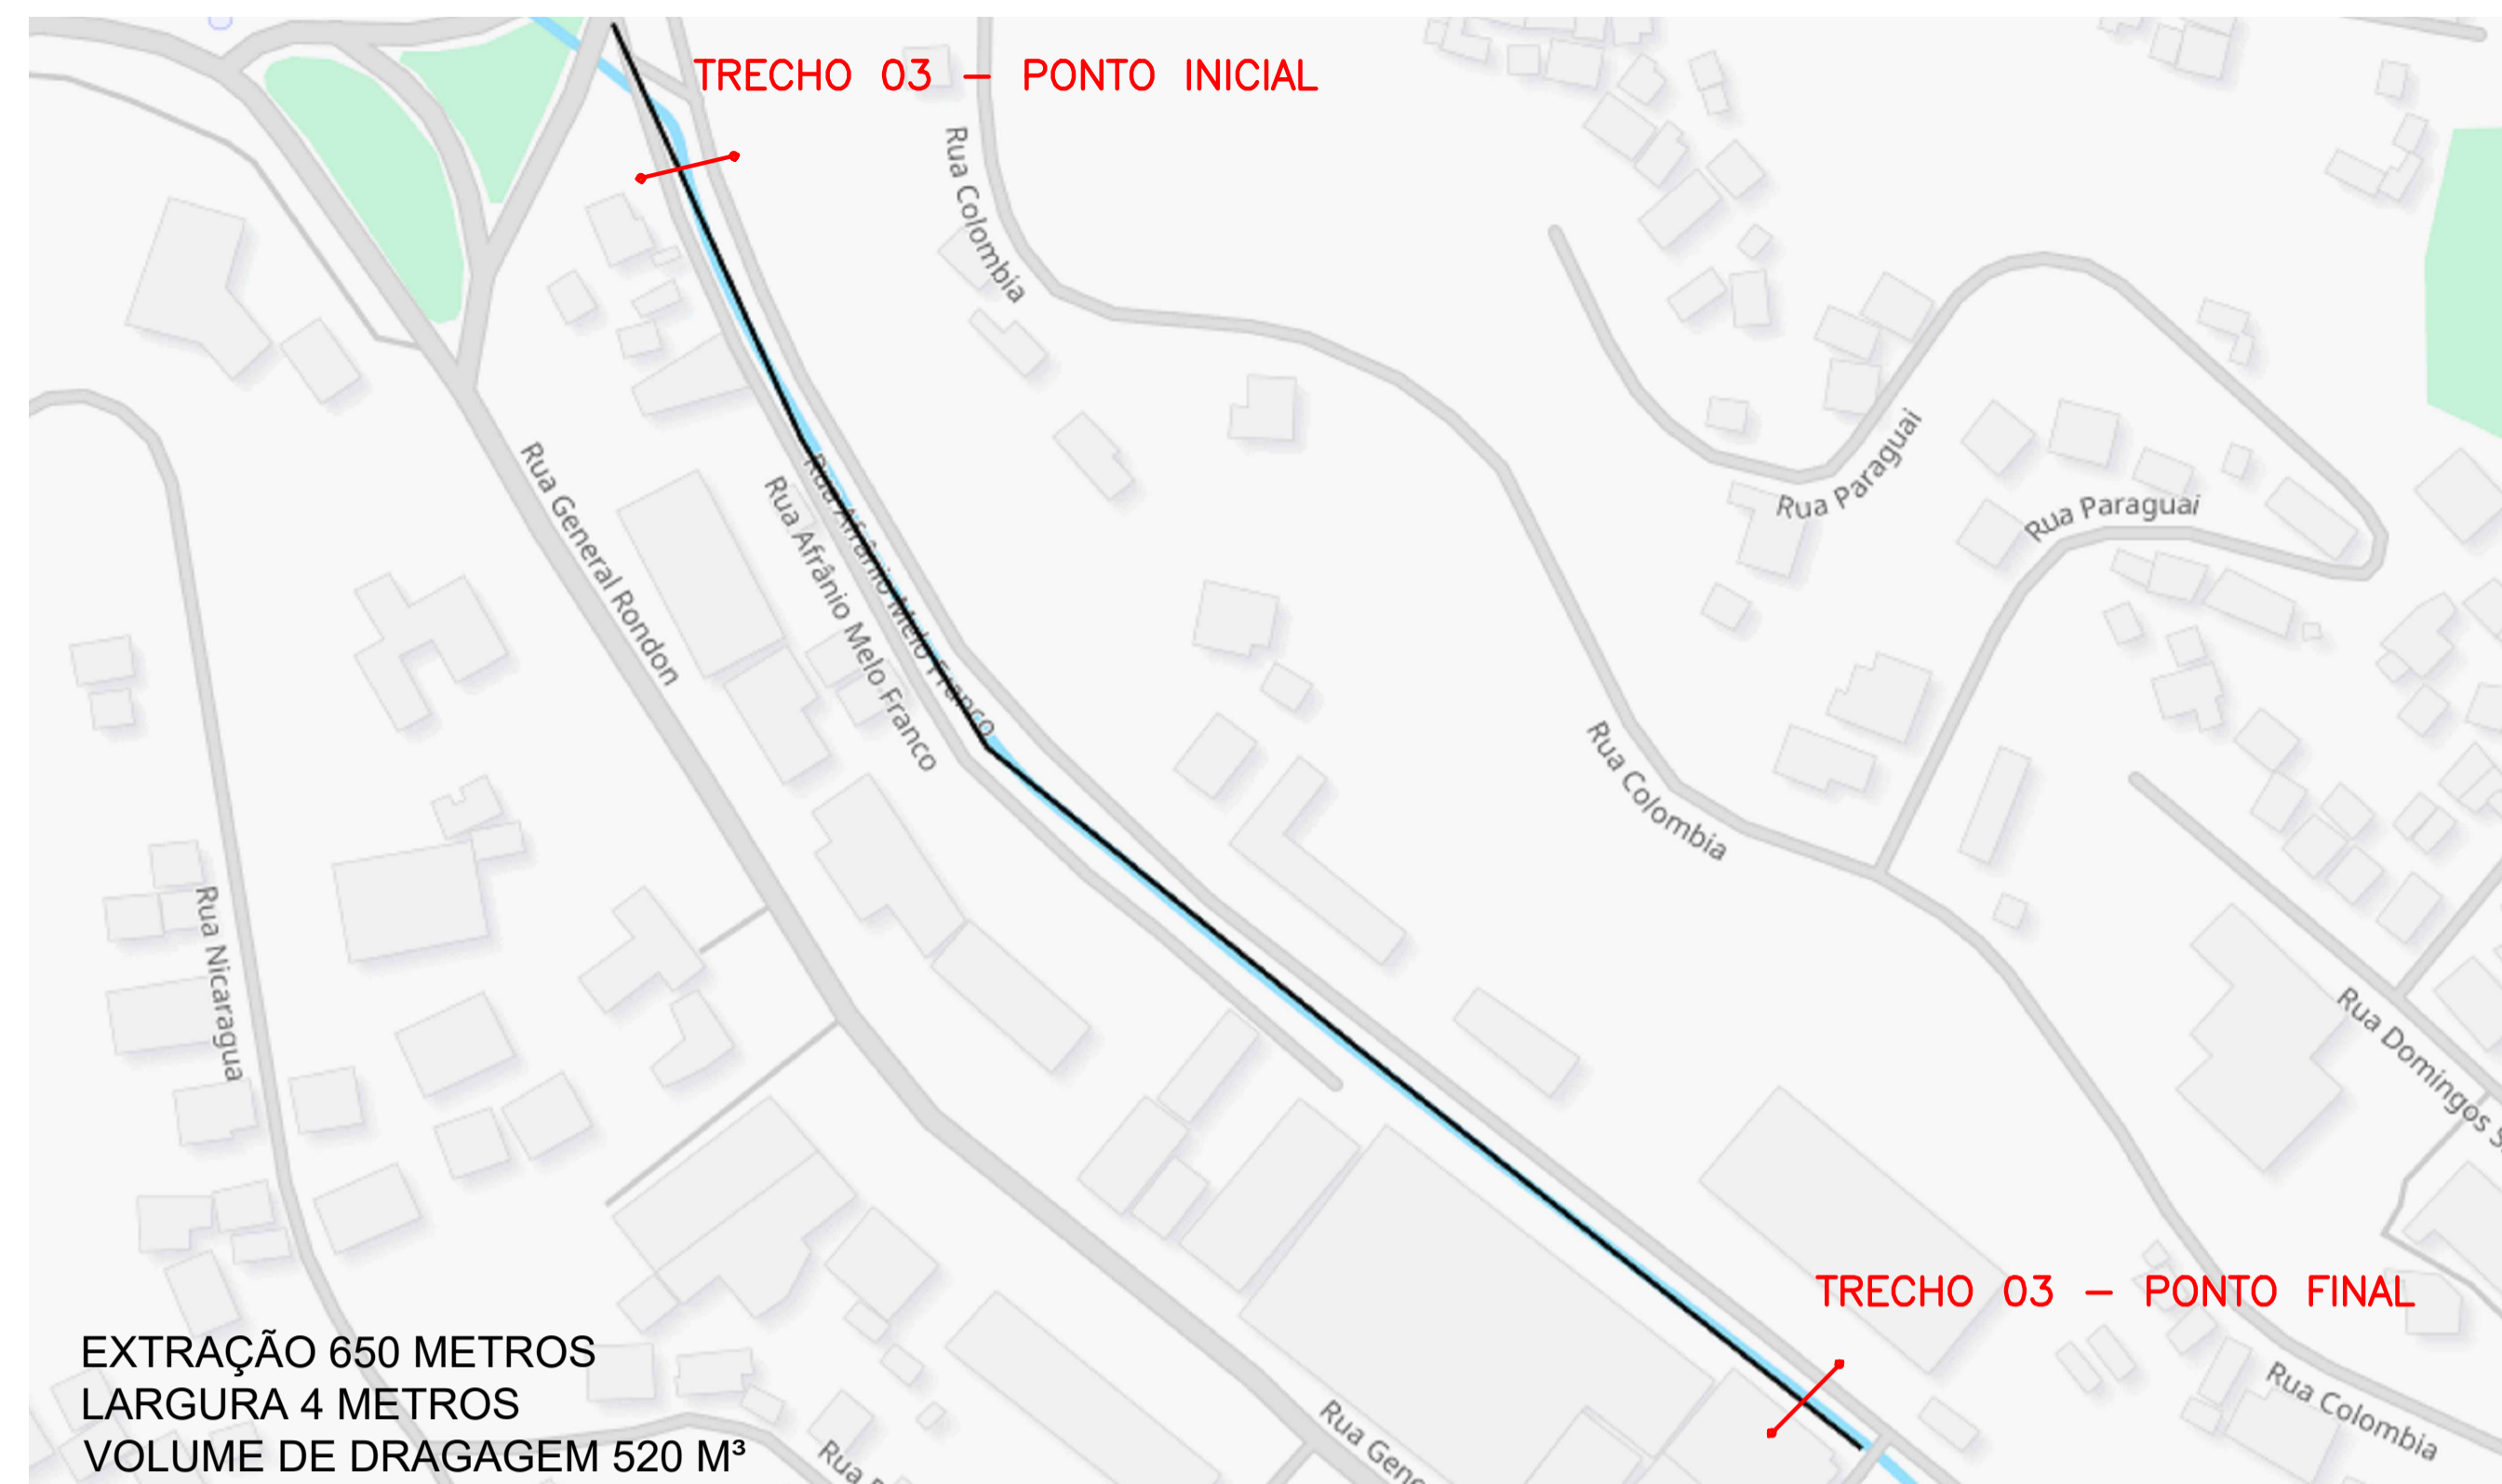 TRECHO 03 - PONTO INICIAL
Rua Colombia
Rua Paraguai
Rua Paraguai
Rua General Rondon
Rua Afrânio Melo Franco
Rua Afrânio Melo Franco
Rua Colombia
Rua Nicaragua
Rua Domingos
TRECHO 03 - PONTO FINAL
Rua Colombia
Rua
Rua
EXTRAÇÃO 650 METROS
LARGURA 4 METROS
VOLUME DE DRAGAGEM 520 M³